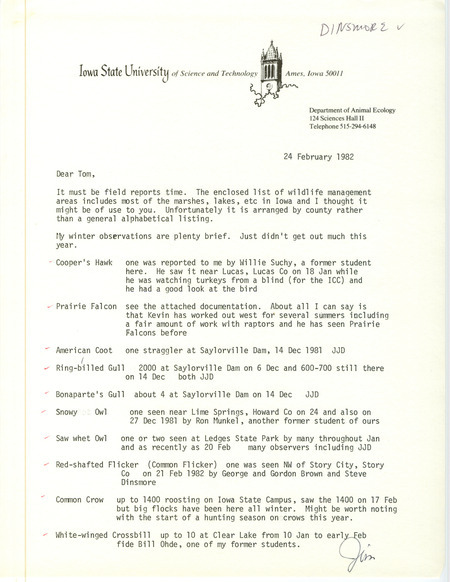 DINSMORE ✓
Iowa State University of Science and Technology Ames, Iowa 50011
Department of Animal Ecology
124 Sciences Hall II
Telephone 515-294-6148
24 February 1982
Dear Tom,
It must be field reports time. The enclosed list of wildlife management
areas includes most of the marshes, lakes, etc in Iowa and I thought it
might be of use to you. Unfortunately it is arranged by county rather
than a general alphabetical listing.
My winter observations are plenty brief. Just didn't get out much this
year.
Cooper's Hawk one was reported to me by Willie Suchy, a former student
here. He saw it near Lucas, Lucas Co on 18 Jan while
he was watching turkeys from a blind (for the ICC) and
he had a good look at the bird
Prairie Falcon see the attached documentation. About all I can say is
that Kevin has worked out west for several summers including
a fair amount of work with raptors and he has seen Prairie
Falcons before
American Coot one straggler at Saylorville Dam, 14 Dec 1981 JJD
Ring-billed Gull 2000 at Saylorville Dam on 6 Dec and 600-700 still there
on 14 Dec both JJD
Bonaparte's Gull about 4 at Saylorville Dam on 14 Dec JJD
Snowy Owl one seen near Lime Springs, Howard Co on 24 and also on
27 Dec 1981 by Ron Munkel, another former student of ours
Saw whet Owl one or two seen at Ledges State Park by many throughout Jan
and as recently as 20 Feb many observers including JJD
Red-shafted Flicker (Common Flicker) one was seen NW of Story City, Story
Co on 21 Feb 1982 by George and Gordon Brown and Steve
Dinsmore
Common Crow up to 1400 roosting on Iowa State Campus, saw the 1400 on 17 Feb
but big flocks have been here all winter. Might be worth noting
with the start of a hunting season on crows this year.
White-winged Crossbill up to 10 at Clear Lake from 10 Jan to early Feb
fide Bill Ohde, one of my former students.
Jim